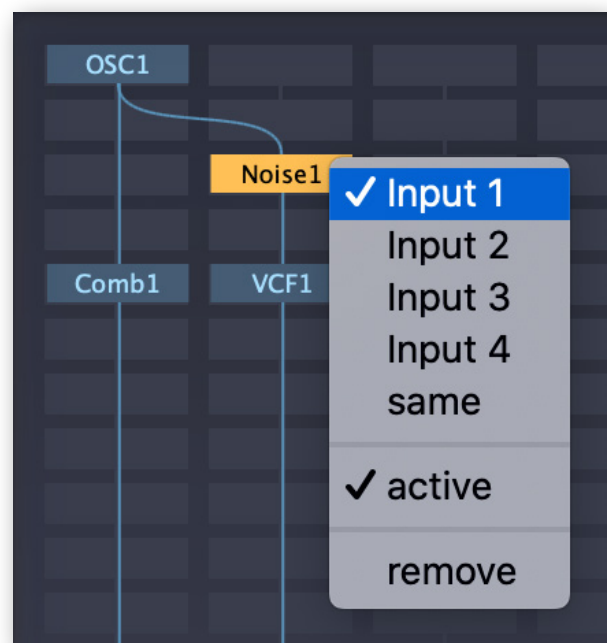 OSC1
Noise1
Comb1
VCF1
✓ Input 1
Input 2
Input 3
Input 4
same
✓ active
remove